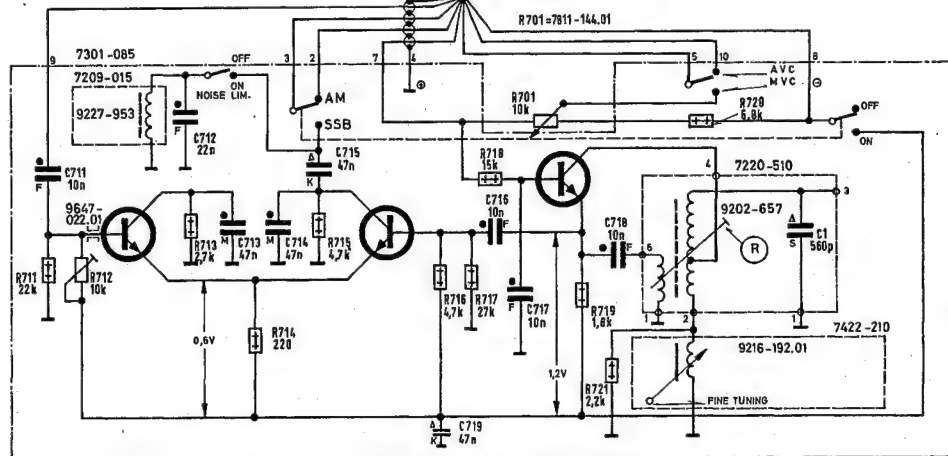 R701=7811-144.01
9
7301-085
3
2
7
4
5
10
8
7209-015
OFF
ON
NOISE LIM.
9227-953
AM
SSB
AVC
MVC
R701
10k
R720
6,8k
OFF
ON
C712
22n
F
C715
47n
K
R718
15k
4
7220-510
3
C711
10n
F
9647-
022.01
C716
10n
F
C718
10n
F
6
9202-657
R
C1
560p
S
R713
4,7k
C713
47n
M
C714
47n
M
R715
4,7k
R711
22k
R712
10k
R716
4,7k
R717
27k
C717
10n
F
R719
1,8k
1
2
1
7422-210
R714
220
0,6V
1,2V
9216-192.01
R721
2,2k
FINE TUNING
C719
47n
K